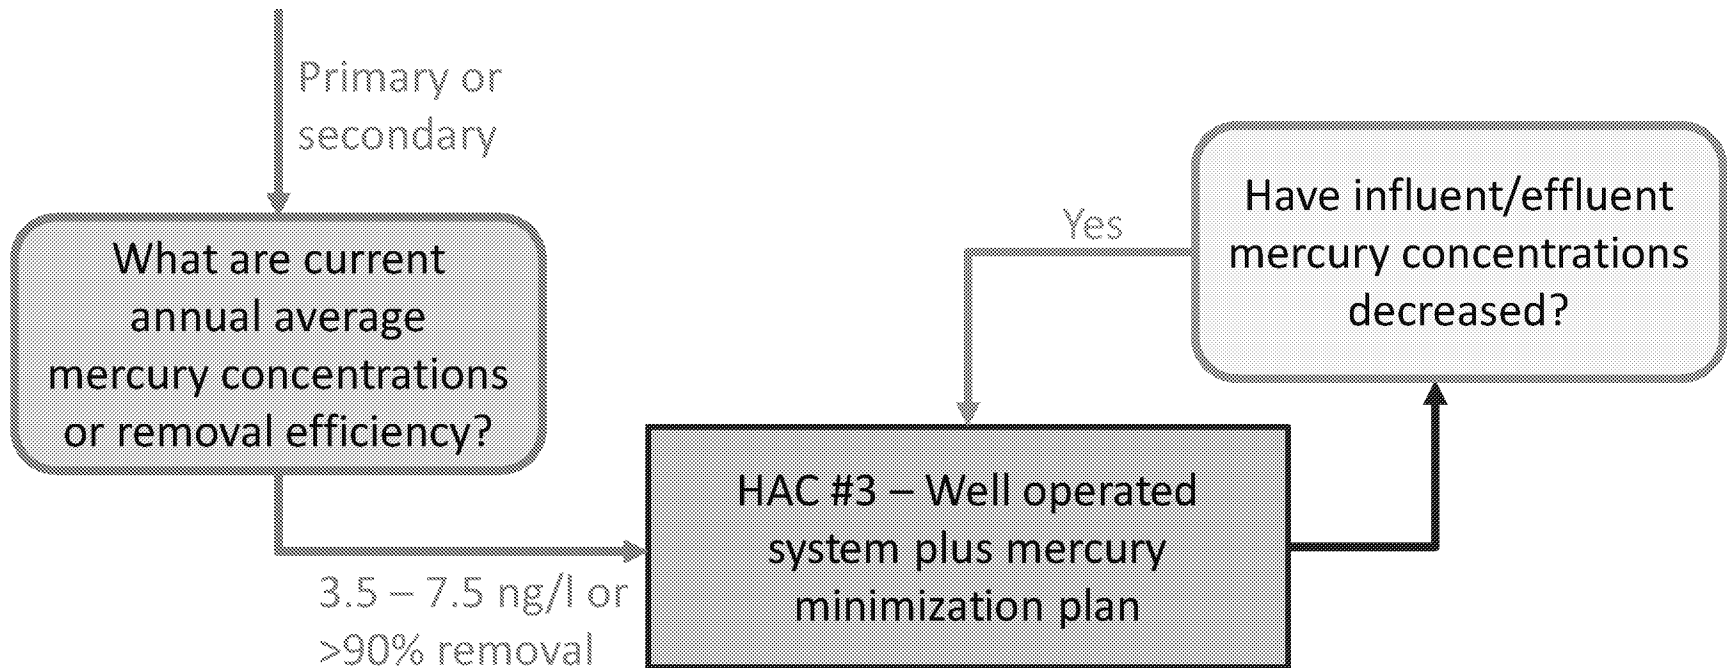 Primary or
secondary
What are current
annual average
mercury concentrations
or removal efficiency?
3.5 – 7.5 ng/l or
>90% removal
HAC #3 – Well operated
system plus mercury
minimization plan
Yes
Have influent/effluent
mercury concentrations
decreased?